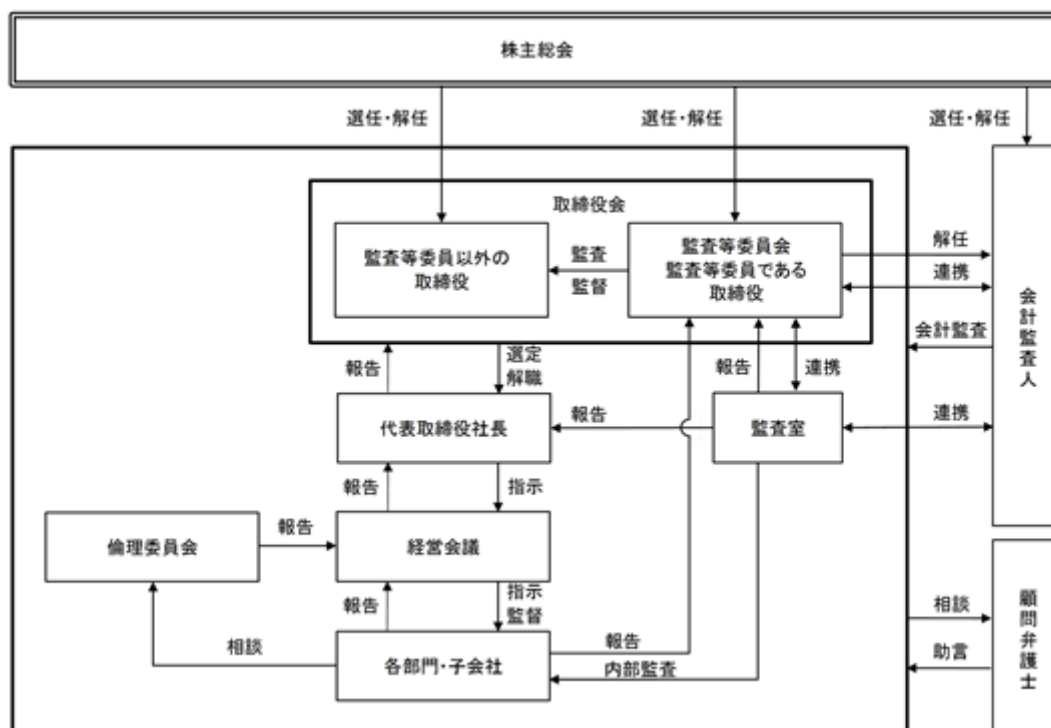 株主総会
選任・解任
選任・解任
選任・解任
取締役会
監査等委員以外の
取締役
監査
監督
監査等委員会
監査等委員である
取締役
解任
連携
会計監査
会計監査人
報告
選定
解職
報告
連携
代表取締役社長
報告
監査室
連携
報告
指示
倫理委員会
報告
経営会議
報告
指示
監督
相談
各部門・子会社
報告
内部監査
相談
助言
顧問弁護士